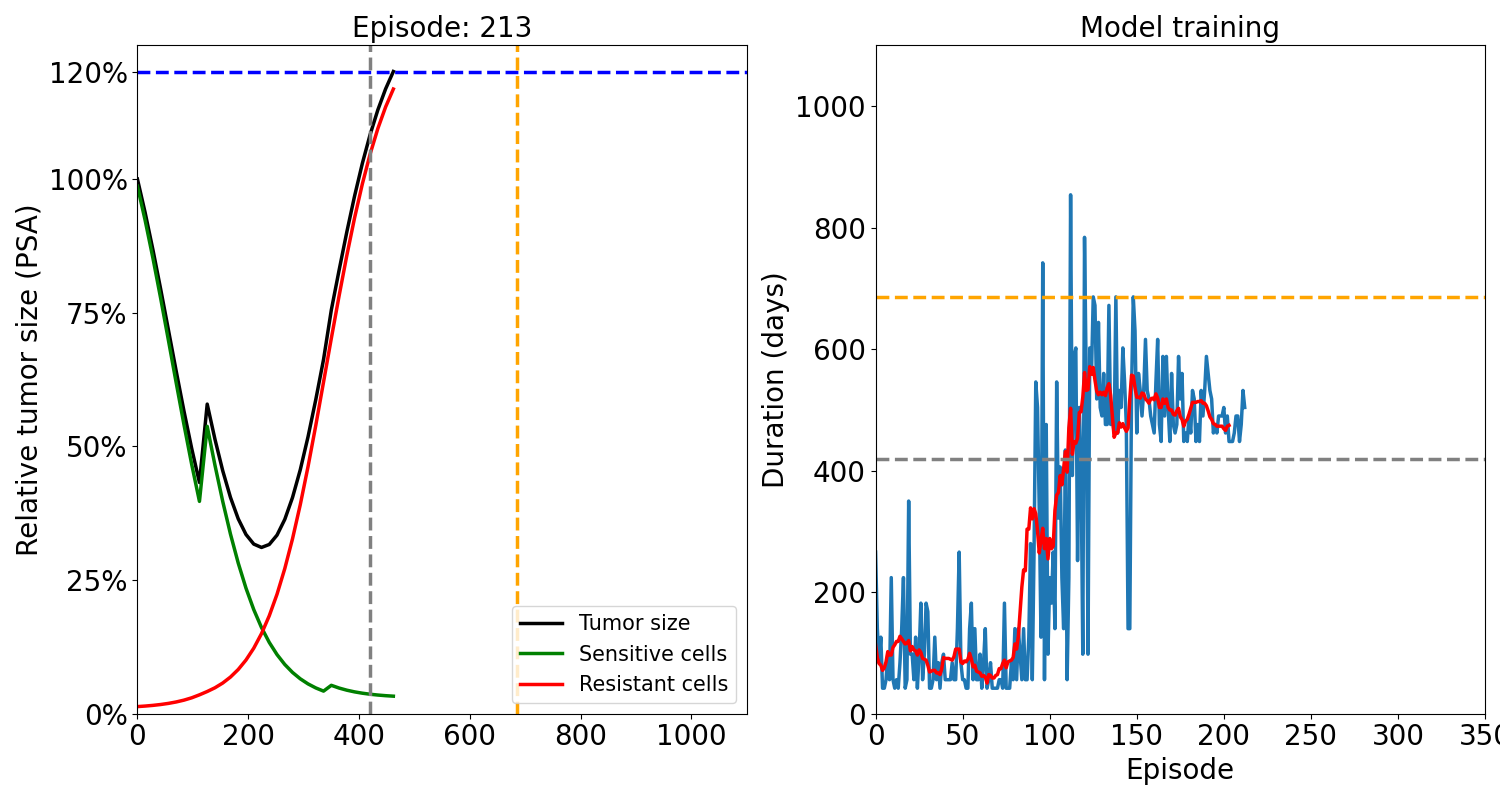 Episode: 213
Relative tumor size (PSA)
120%
100%
75%
50%
25%
0%
0 200 400 600 800 1000
Tumor size
Sensitive cells
Resistant cells
Model training
Duration (days)
1000
800
600
400
200
0
0 50 100 150 200 250 300 350
Episode